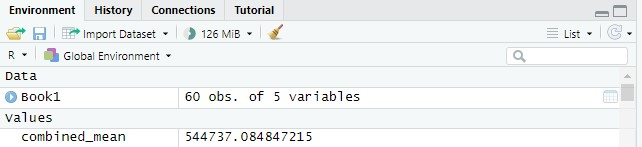 Environment History Connections Tutorial
Import Dataset 126 MiB List
R Global Environment
Data
Book1 60 obs. of 5 variables
Values
combined_mean 544737.084847215